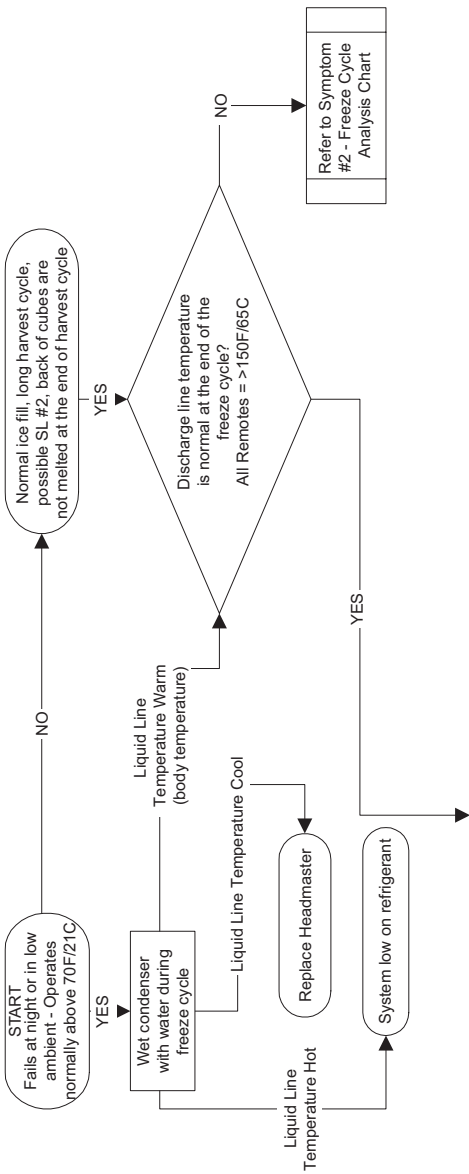 START
Fails at night or in low
ambient - Operates
normally above 70F/21C
NO
Normal ice fill, long harvest cycle,
possible SL #2, back of cubes are
not melted at the end of harvest cycle
YES
YES
Wet condenser
with water during
freeze cycle
Liquid Line
Temperature Warm
(body temperature)
Discharge line temperature
is normal at the end of the
freeze cycle?
All Remotes = >150F/65C
NO
Refer to Symptom
#2 - Freeze Cycle
Analysis Chart
Liquid Line Temperature Cool
Replace Headmaster
Liquid Line
Temperature Hot
System low on refrigerant
YES